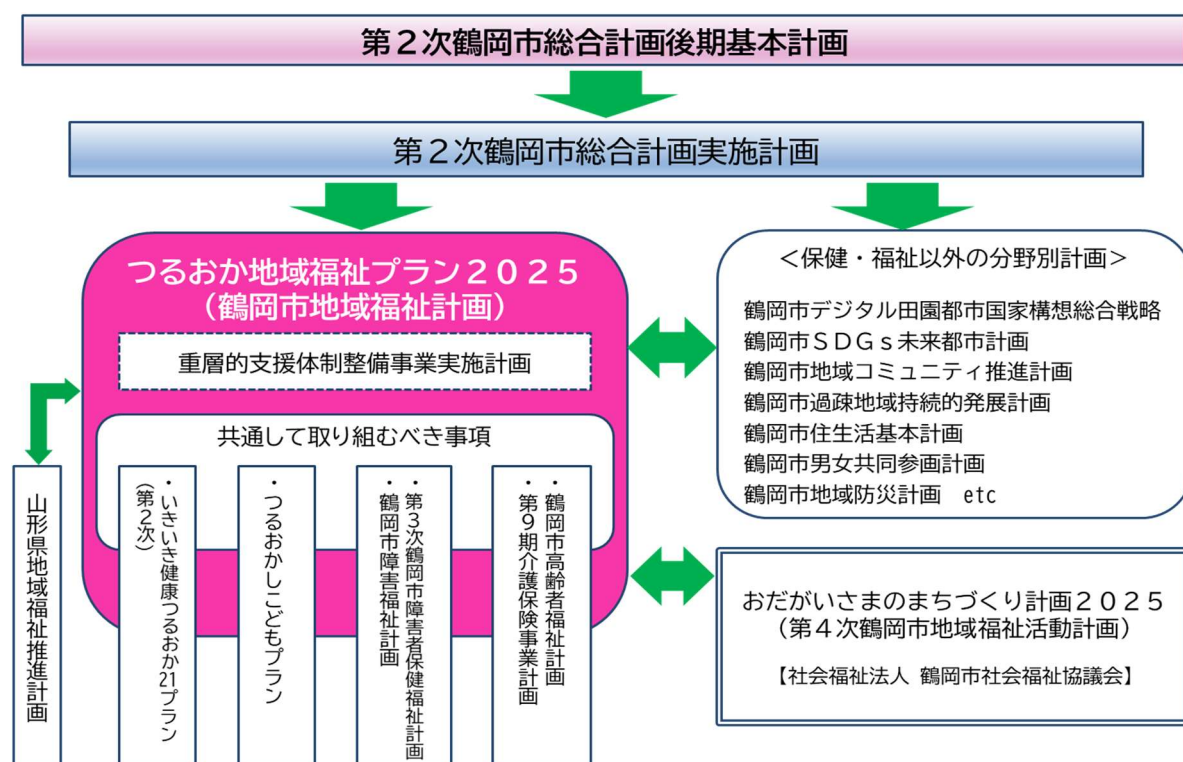 第２次鶴岡市総合計画後期基本計画
第２次鶴岡市総合計画実施計画
つるおか地域福祉プラン２０２５
（鶴岡市地域福祉計画）
重層的支援体制整備事業実施計画
共通して取り組むべき事項
山形県地域福祉推進計画
・いきいき健康つるおか21プラン
（第２次）
・つるおかしこどもプラン
・第３次鶴岡市障害者保健福祉計画
・鶴岡市障害福祉計画
・鶴岡市高齢者福祉計画
・第９期介護保険事業計画
＜保健・福祉以外の分野別計画＞
鶴岡市デジタル田園都市国家構想総合戦略
鶴岡市ＳＤＧｓ未来都市計画
鶴岡市地域コミュニティ推進計画
鶴岡市過疎地域持続的発展計画
鶴岡市住生活基本計画
鶴岡市男女共同参画計画
鶴岡市地域防災計画　etc
おだがいさまのまちづくり計画２０２５
（第４次鶴岡市地域福祉活動計画）
【社会福祉法人 鶴岡市社会福祉協議会】